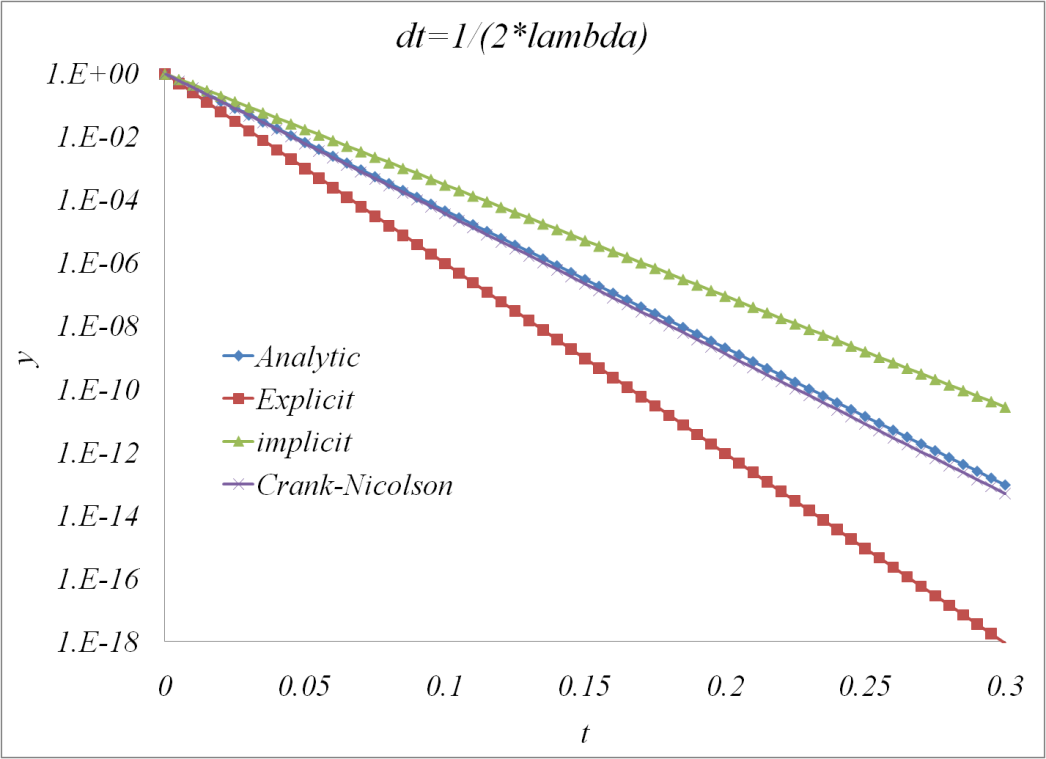 dt=1/(2*lambda)
1.E+00
1.E-02
1.E-04
1.E-06
1.E-08
1.E-10
1.E-12
1.E-14
1.E-16
1.E-18
y
Analytic
Explicit
implicit
Crank-Nicolson
0 0.05 0.1 0.15 0.2 0.25 0.3
t